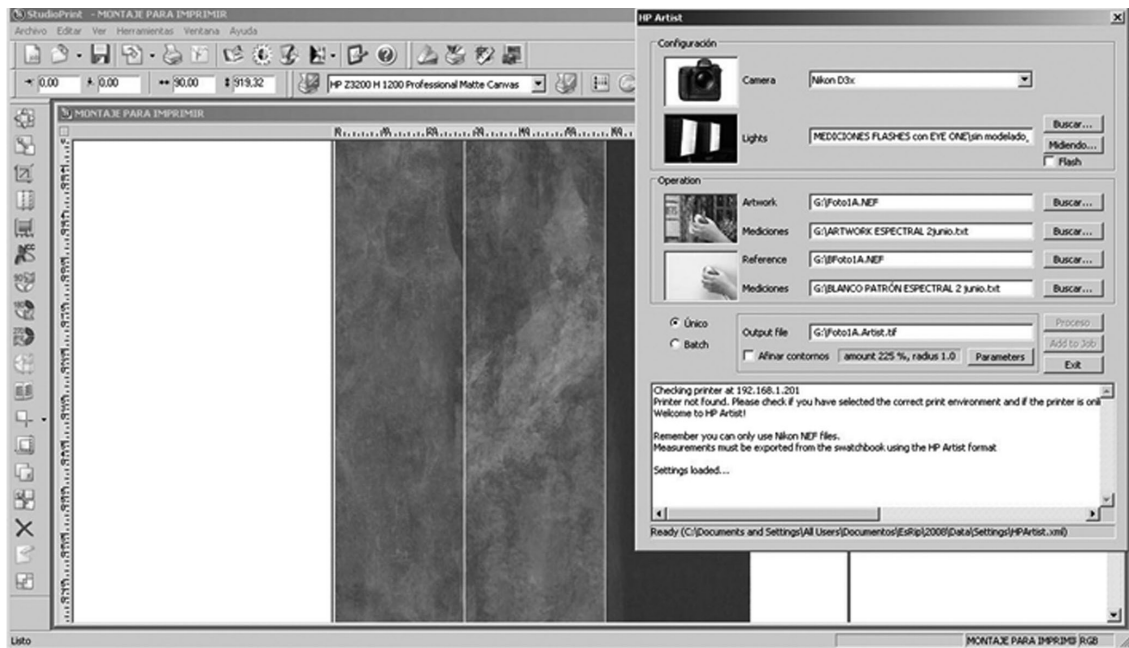 StudioPrint - MONTAJE PARA IMPRIMIR
Archivo Editar Ver Herramientas Ventana Ayuda
0,00 0,00 90,00 919,32 HP Z3200 H 1200 Professional Matte Canvas
MONTAJE PARA IMPRIMIR
HP Artist
Configuración
Camera Nikon D3x
Lights MEDICIONES FLASHES con EYE ONE\sin modelado_ Buscar...
Midiendo...
Flash
Operation
Artwork G:\Foto1A.NEF Buscar...
Mediciones G:\ARTWORK ESPECTRAL 2junio.txt Buscar...
Reference G:\BFoto1A.NEF Buscar...
Mediciones G:\BLANCO PATRÓN ESPECTRAL 2 junio.txt Buscar...
Único
Batch
Output file G:\Foto1A.Artist.tif
Afinar contornos amount 225 %, radius 1.0 Parameters
Proceso
Add to Job
Exit
Checking printer at 192.168.1.201
Printer not found. Please check if you have selected the correct print environment and if the printer is onli
Welcome to HP Artist!
Remember you can only use Nikon NEF files.
Measurements must be exported from the swatchbook using the HP Artist format
Settings loaded...
Ready (C:\Documents and Settings\All Users\Documentos\EsRip\2008\Data\Settings\HPArtist.xml)
Listo
MONTAJE PARA IMPRIMI RGB